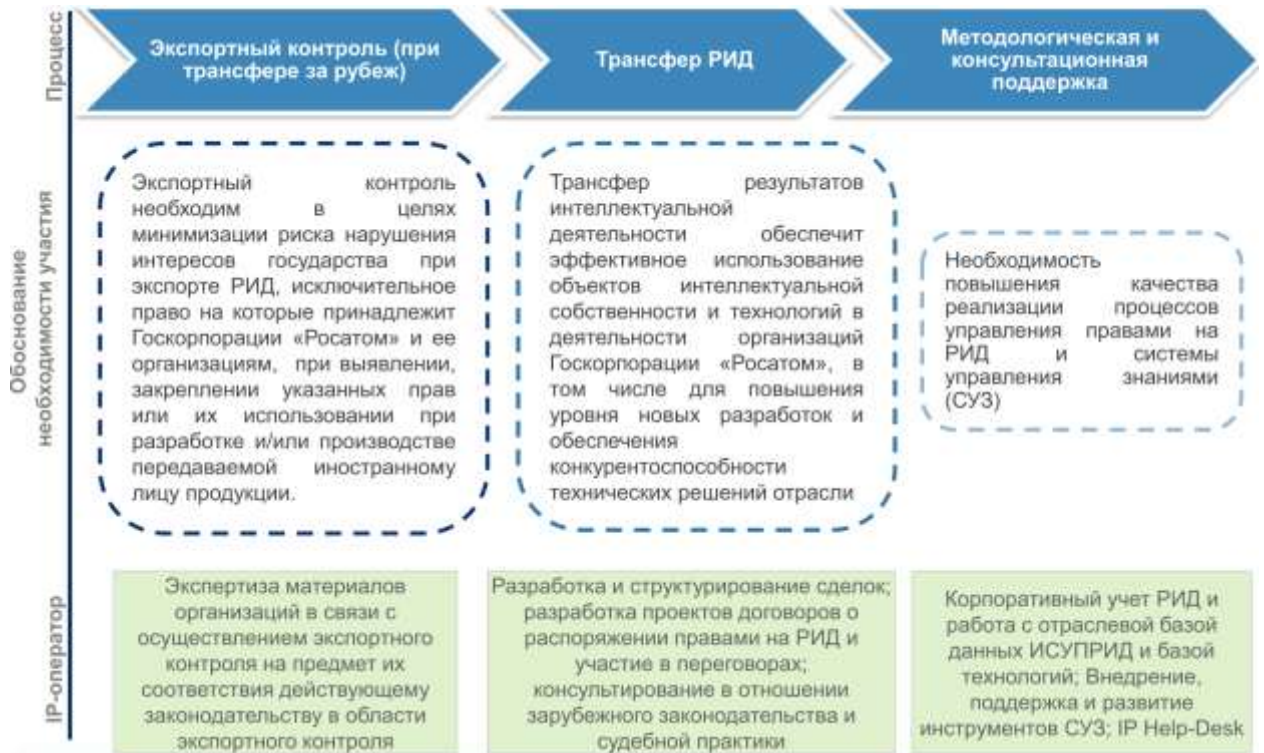 Процесс
Экспортный контроль (при
трансфере за рубеж)
Трансфер РИД
Методологическая и
консультационная
поддержка
Обоснование
необходимости участия
Экспортный контроль
необходим в целях
минимизации риска нарушения
интересов государства при
экспорте РИД, исключительное
право на которые принадлежит
Госкорпорации «Росатом» и ее
организациям, при выявлении,
закреплении указанных прав
или их использовании при
разработке и/или производстве
передаваемой иностранному
лицу продукции.
Трансфер результатов
интеллектуальной
деятельности обеспечит
эффективное использование
объектов интеллектуальной
собственности и технологий в
деятельности организаций
Госкорпорации «Росатом», в
том числе для повышения
уровня новых разработок и
обеспечения
конкурентоспособности
технических решений отрасли
Необходимость
повышения качества
реализации процессов
управления правами на
РИД и системы
управления знаниями
(СУЗ)
IP-оператор
Экспертиза материалов
организаций в связи с
осуществлением экспортного
контроля на предмет их
соответствия действующему
законодательству в области
экспортного контроля
Разработка и структурирование сделок;
разработка проектов договоров о
распоряжении правами на РИД и
участие в переговорах;
консультирование в отношении
зарубежного законодательства и
судебной практики
Корпоративный учет РИД и
работа с отраслевой базой
данных ИСУПРИД и базой
технологий; Внедрение,
поддержка и развитие
инструментов СУЗ; IP Help-Desk